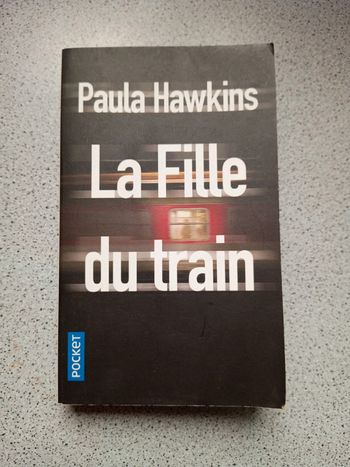 Paula Hawkins
La Fille
du train
POCKET